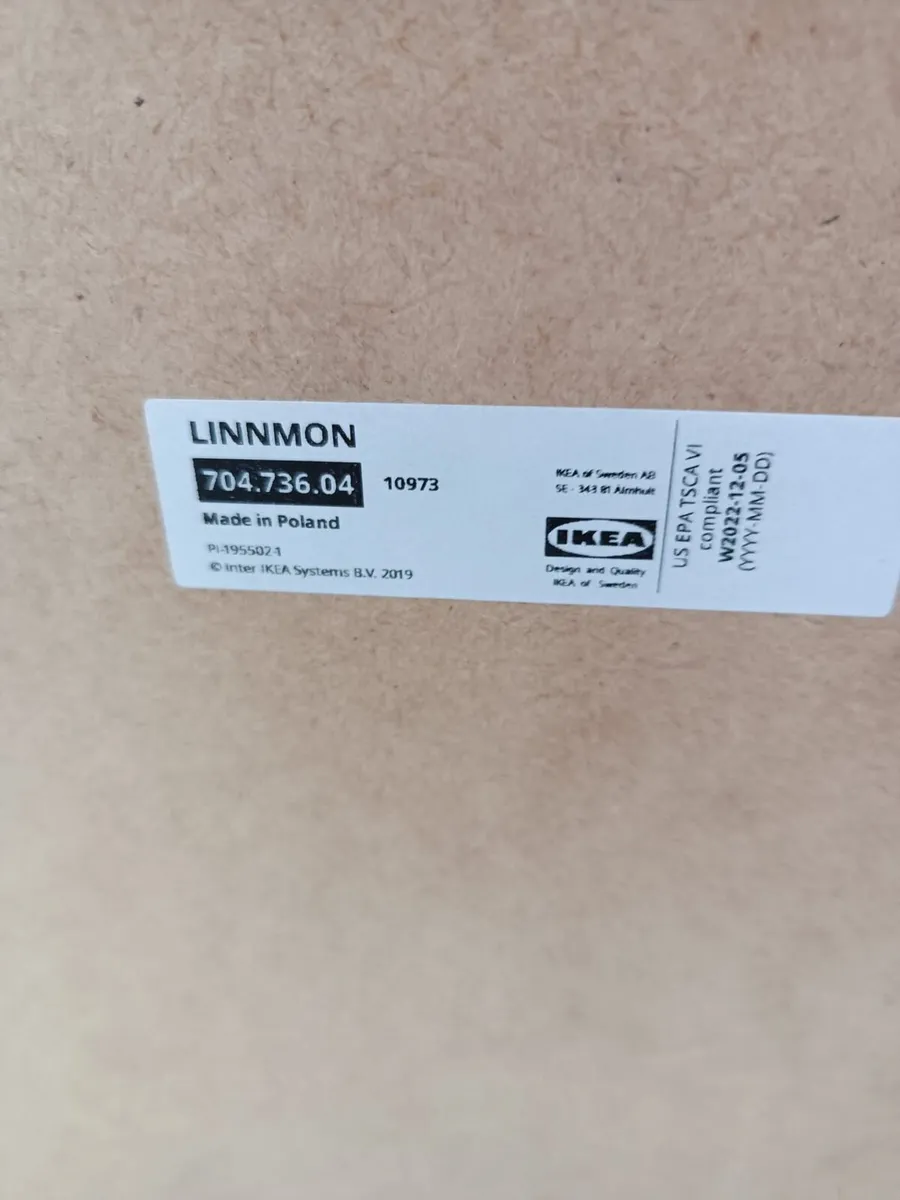 LINNMON
704.736.04 10973
Made in Poland
PI-195502-1
© Inter IKEA Systems B.V. 2019
IKEA of Sweden AB
SE - 343 81 Älmhult
IKEA
Design and Quality
IKEA of Sweden
US EPA TSCA VI
compliant
W2022-12-05
(YYYY-MM-DD)